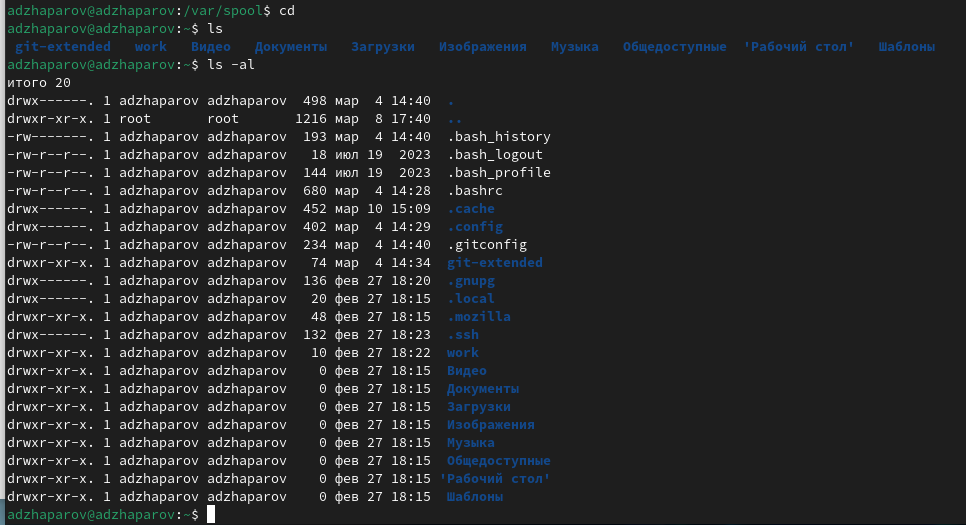 adzhaparov@adzhaparov:/var/spool$ cd
adzhaparov@adzhaparov:~$ ls
git-extended   work   Видео   Документы   Загрузки   Изображения   Музыка   Общедоступные  'Рабочий стол'   Шаблоны
adzhaparov@adzhaparov:~$ ls -al
итого 20
drwx------. 1 adzhaparov adzhaparov  498 мар  4 14:40  .
drwxr-xr-x. 1 root       root       1216 мар  8 17:40  ..
-rw-------. 1 adzhaparov adzhaparov  193 мар  4 14:40  .bash_history
-rw-r--r--. 1 adzhaparov adzhaparov   18 июл 19  2023  .bash_logout
-rw-r--r--. 1 adzhaparov adzhaparov  144 июл 19  2023  .bash_profile
-rw-r--r--. 1 adzhaparov adzhaparov  680 мар  4 14:28  .bashrc
drwx------. 1 adzhaparov adzhaparov  452 мар 10 15:09  .cache
drwx------. 1 adzhaparov adzhaparov  402 мар  4 14:29  .config
-rw-r--r--. 1 adzhaparov adzhaparov  234 мар  4 14:40  .gitconfig
drwxr-xr-x. 1 adzhaparov adzhaparov   74 мар  4 14:34  git-extended
drwx------. 1 adzhaparov adzhaparov  136 фев 27 18:20  .gnupg
drwx------. 1 adzhaparov adzhaparov   20 фев 27 18:15  .local
drwxr-xr-x. 1 adzhaparov adzhaparov   48 фев 27 18:15  .mozilla
drwx------. 1 adzhaparov adzhaparov  132 фев 27 18:23  .ssh
drwxr-xr-x. 1 adzhaparov adzhaparov   10 фев 27 18:22  work
drwxr-xr-x. 1 adzhaparov adzhaparov    0 фев 27 18:15  Видео
drwxr-xr-x. 1 adzhaparov adzhaparov    0 фев 27 18:15  Документы
drwxr-xr-x. 1 adzhaparov adzhaparov    0 фев 27 18:15  Загрузки
drwxr-xr-x. 1 adzhaparov adzhaparov    0 фев 27 18:15  Изображения
drwxr-xr-x. 1 adzhaparov adzhaparov    0 фев 27 18:15  Музыка
drwxr-xr-x. 1 adzhaparov adzhaparov    0 фев 27 18:15  Общедоступные
drwxr-xr-x. 1 adzhaparov adzhaparov    0 фев 27 18:15 'Рабочий стол'
drwxr-xr-x. 1 adzhaparov adzhaparov    0 фев 27 18:15  Шаблоны
adzhaparov@adzhaparov:~$